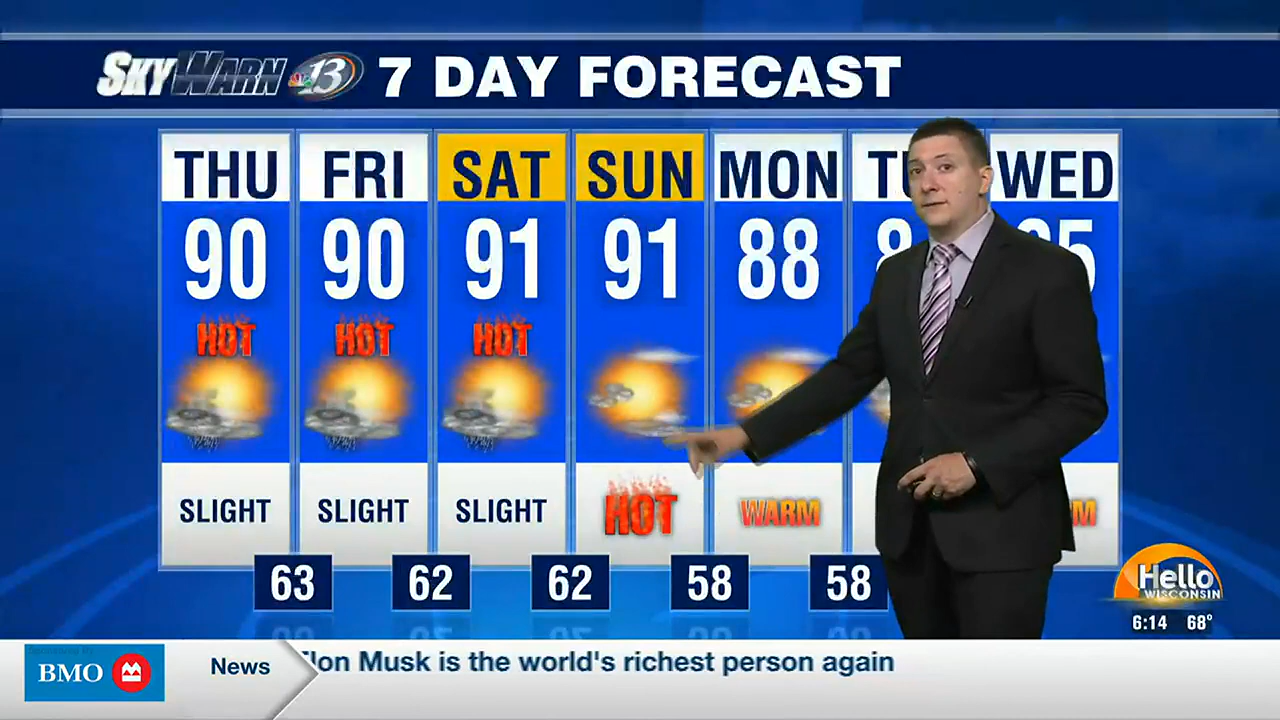 SKYWARN 13 7 DAY FORECAST
THU FRI SAT SUN MON WED
90 90 91 91 88
HOT HOT HOT
SLIGHT SLIGHT SLIGHT HOT WARM
63 62 62 58 58
Hello
WISCONSIN
6:14 68°
BMO News lon Musk is the world's richest person again